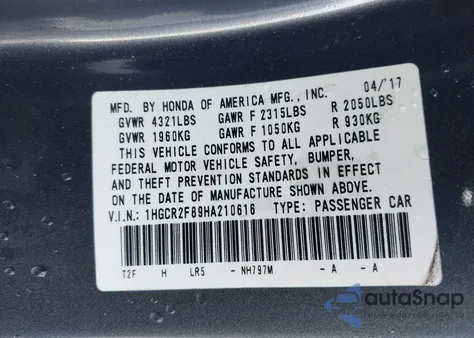 MFD. BY HONDA OF AMERICA MFG., INC. 04/'17
GVWR 4321LBS GAWR F 2315LBS R 2050LBS
GVWR 1960KG GAWR F 1050KG R 930KG
THIS VEHICLE CONFORMS TO ALL APPLICABLE
FEDERAL MOTOR VEHICLE SAFETY, BUMPER,
AND THEFT PREVENTION STANDARDS IN EFFECT
ON THE DATE OF MANUFACTURE SHOWN ABOVE.
V.I.N.: 1HGCR2F89HA210616 TYPE: PASSENGER CAR
T2F H LR5 - NH797M - A - A
autoSnap